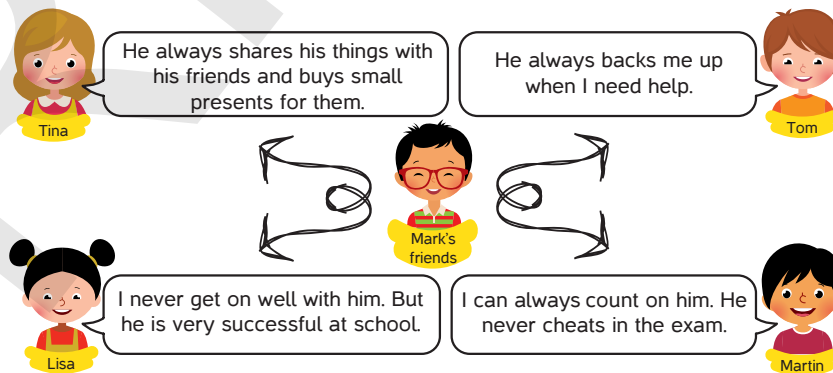 He always shares his things with
his friends and buys small
presents for them.
Tina
He always backs me up
when I need help.
Tom
Mark's
friends
I never get on well with him. But
he is very successful at school.
Lisa
I can always count on him. He
never cheats in the exam.
Martin